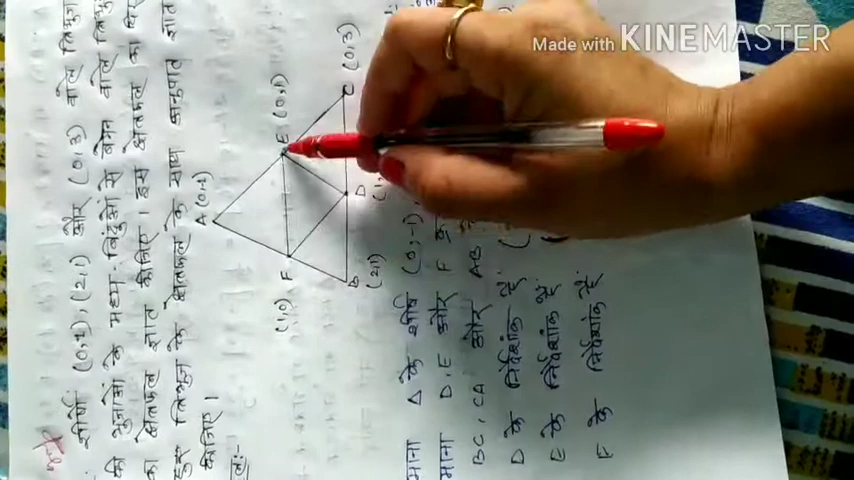 शीर्षों (0,-1), (2,1) और (0,3) वाले त्रिभुज
की भुजाओं के मध्य-बिंदुओं से बनने वाले त्रिभुज
का क्षेत्रफल ज्ञात कीजिए। इस क्षेत्रफल का
हुए त्रिभुज के क्षेत्रफल के साथ अनुपात ज्ञात
कीजिए।
हल:-
A (0,-1)
(1,0) F
E (0,1)
B (2,1)
D (1,
C (0,3)
माना Δ के शीर्ष (0,-1)
माना D,E और F
BC, CA और AB
D के निर्देशांक हैं
E के निर्देशांक हैं
F के निर्देशांक हैं
Made with KINEMASTER